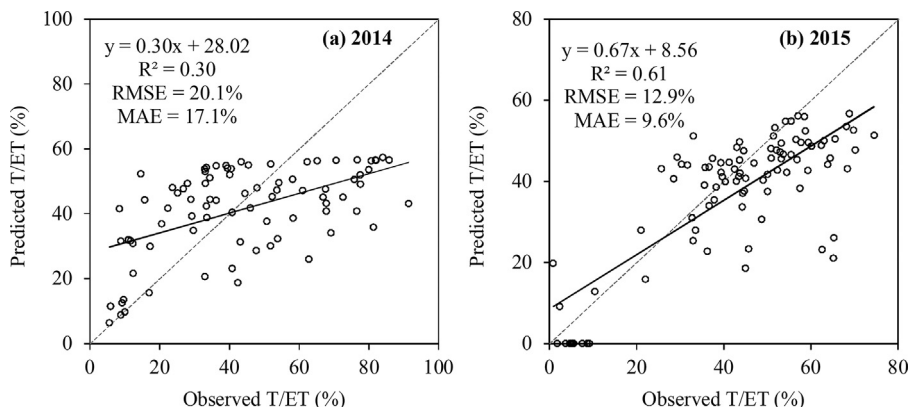 (a) 2014
y = 0.30x + 28.02
R² = 0.30
RMSE = 20.1%
MAE = 17.1%
Predicted T/ET (%)
100
80
60
40
20
0
0 20 40 60 80 100
Observed T/ET (%)
(b) 2015
y = 0.67x + 8.56
R² = 0.61
RMSE = 12.9%
MAE = 9.6%
Predicted T/ET (%)
80
60
40
20
0
0 20 40 60 80
Observed T/ET (%)